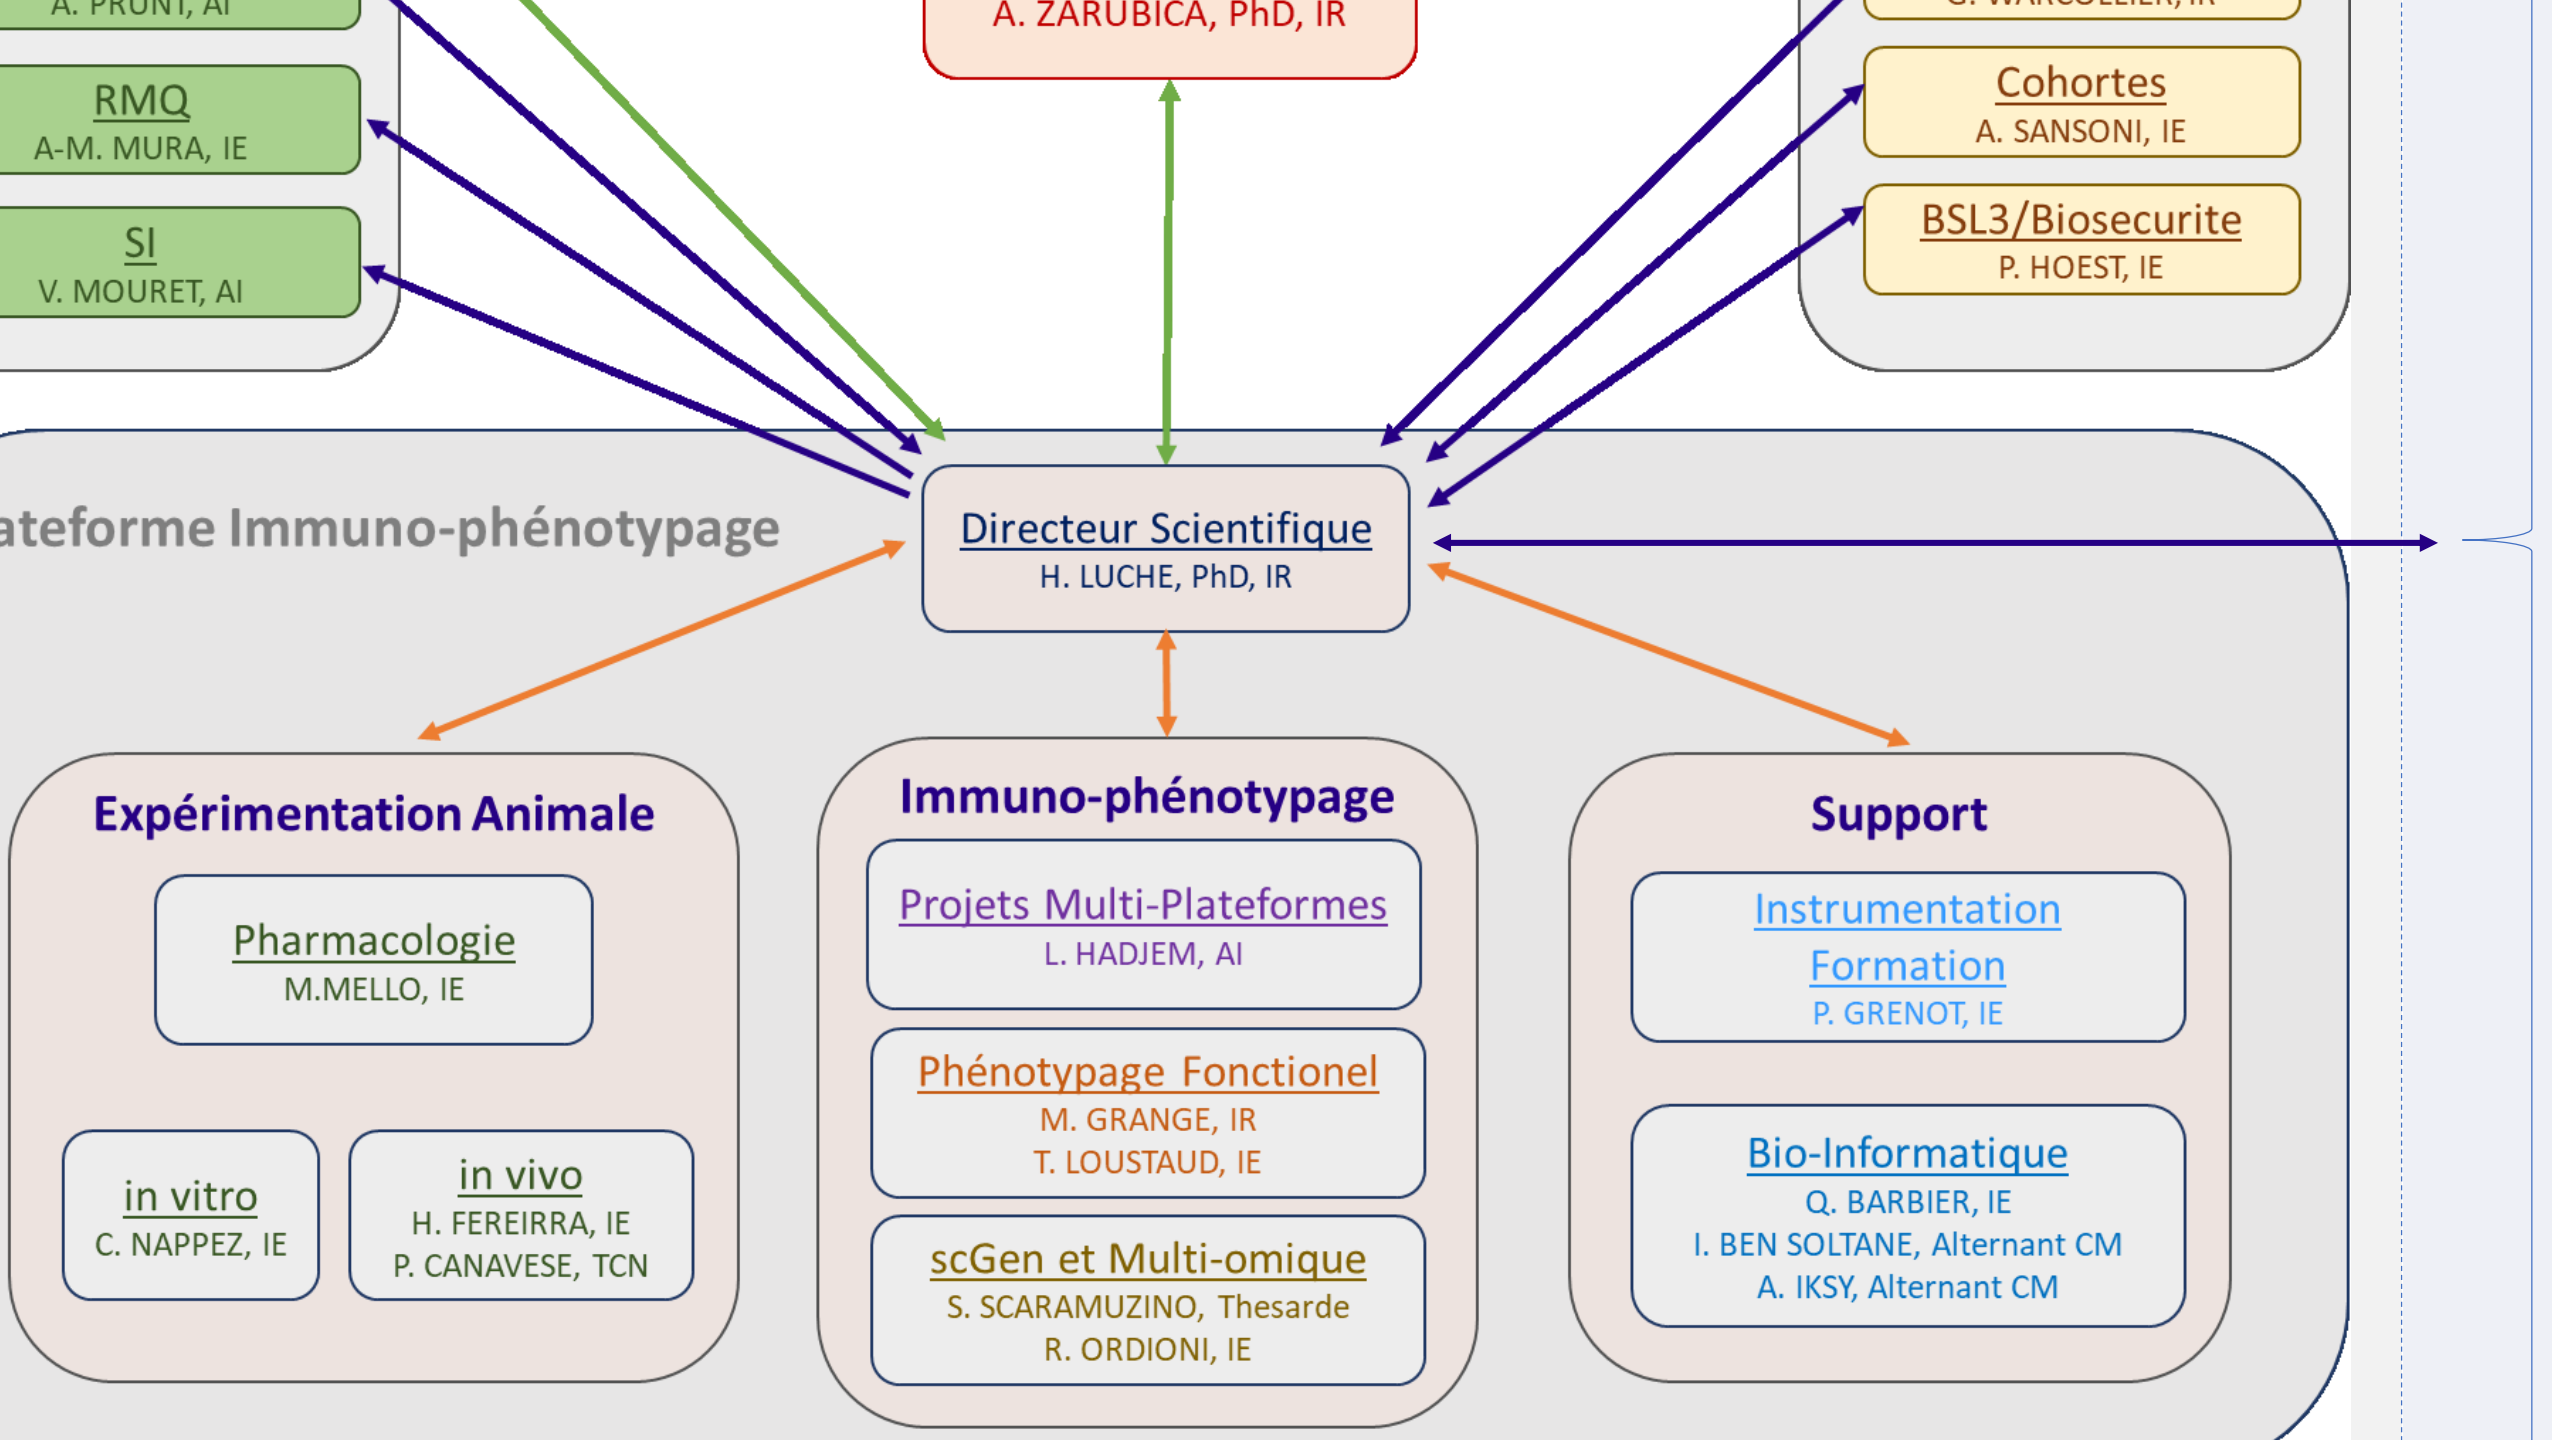 A. PRUNT, AI
A. ZARUBICA, PhD, IR
G. WARCOLLIER, IR
RMQ
A-M. MURA, IE
SI
V. MOURET, AI
Cohortes
A. SANSONI, IE
BSL3/Biosecurite
P. HOEST, IE
ateforme Immuno-phénotypage
Directeur Scientifique
H. LUCHE, PhD, IR
Expérimentation Animale
Pharmacologie
M.MELLO, IE
in vitro
C. NAPPEZ, IE
in vivo
H. FEREIRRA, IE
P. CANAVESE, TCN
Immuno-phénotypage
Projets Multi-Plateformes
L. HADJEM, AI
Phénotypage Fonctionel
M. GRANGE, IR
T. LOUSTAUD, IE
scGen et Multi-omique
S. SCARAMUZINO, Thesarde
R. ORDIONI, IE
Support
Instrumentation
Formation
P. GRENOT, IE
Bio-Informatique
Q. BARBIER, IE
I. BEN SOLTANE, Alternant CM
A. IKSY, Alternant CM